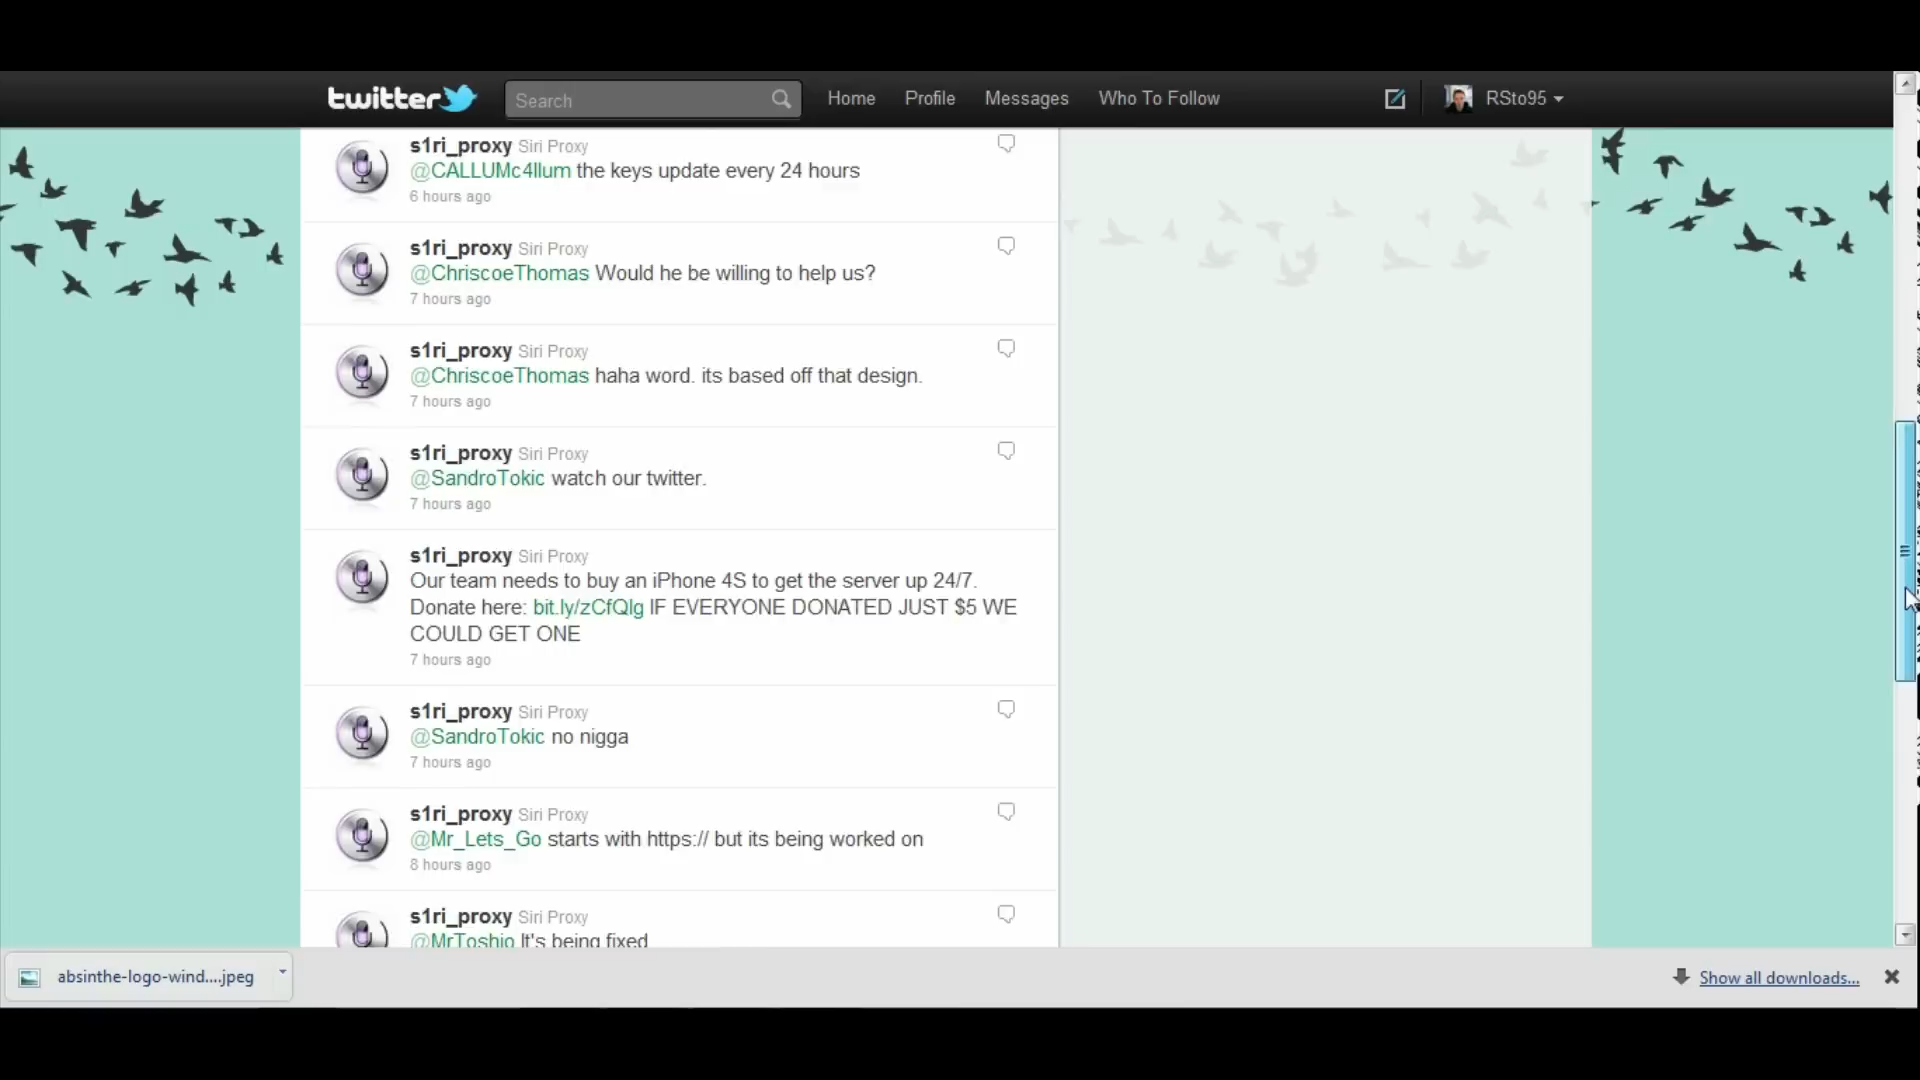 twitter
Search
Home
Profile
Messages
Who To Follow
RSto95
s1ri_proxy Siri Proxy
@CALLUMc4llum the keys update every 24 hours
6 hours ago
s1ri_proxy Siri Proxy
@ChriscoeThomas Would he be willing to help us?
7 hours ago
s1ri_proxy Siri Proxy
@ChriscoeThomas haha word. its based off that design.
7 hours ago
s1ri_proxy Siri Proxy
@SandroTokic watch our twitter.
7 hours ago
s1ri_proxy Siri Proxy
Our team needs to buy an iPhone 4S to get the server up 24/7.
Donate here: bit.ly/zCfQlg IF EVERYONE DONATED JUST $5 WE
COULD GET ONE
7 hours ago
s1ri_proxy Siri Proxy
@SandroTokic no nigga
7 hours ago
s1ri_proxy Siri Proxy
@Mr_Lets_Go starts with https:// but its being worked on
8 hours ago
s1ri_proxy Siri Proxy
@MrToshio It's being fixed
absinthe-logo-wind....jpeg
Show all downloads...